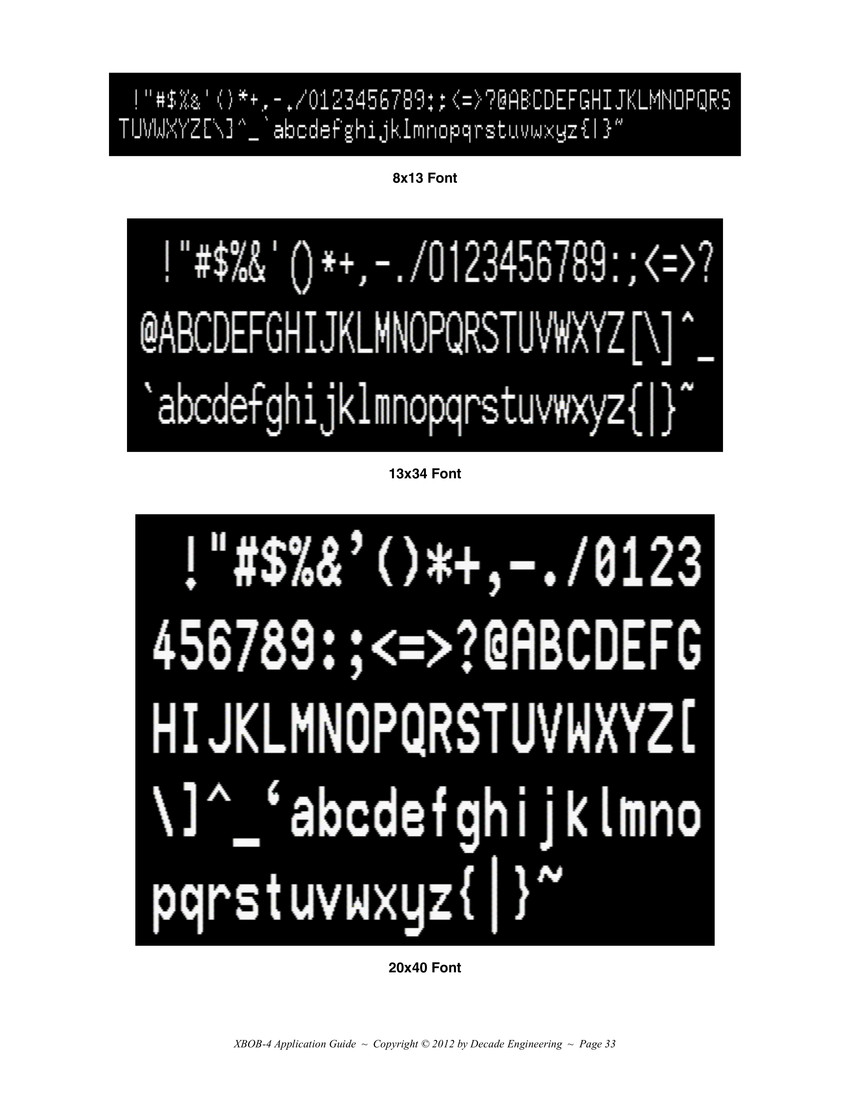 !"#$%&'()*+,-./0123456789:;<=>?@ABCDEFGHIJKLMNOPQRS
TUVWXYZ[\]^_`abcdefghijklmnopqrstuvwxyz{|}~
8x13 Font
!"#$%&'()*+,-./0123456789:;<=>?
@ABCDEFGHIJKLMNOPQRSTUVWXYZ[\]^_
`abcdefghijklmnopqrstuvwxyz{|}~
13x34 Font
!"#$%&’()*+,-./0123
456789:;<=>?@ABCDEFG
HIJKLMNOPQRSTUVWXYZ[
\]^_‘abcdefghijklmno
pqrstuvwxyz{|}~
20x40 Font
XBOB-4 Application Guide ~ Copyright © 2012 by Decade Engineering ~ Page 33